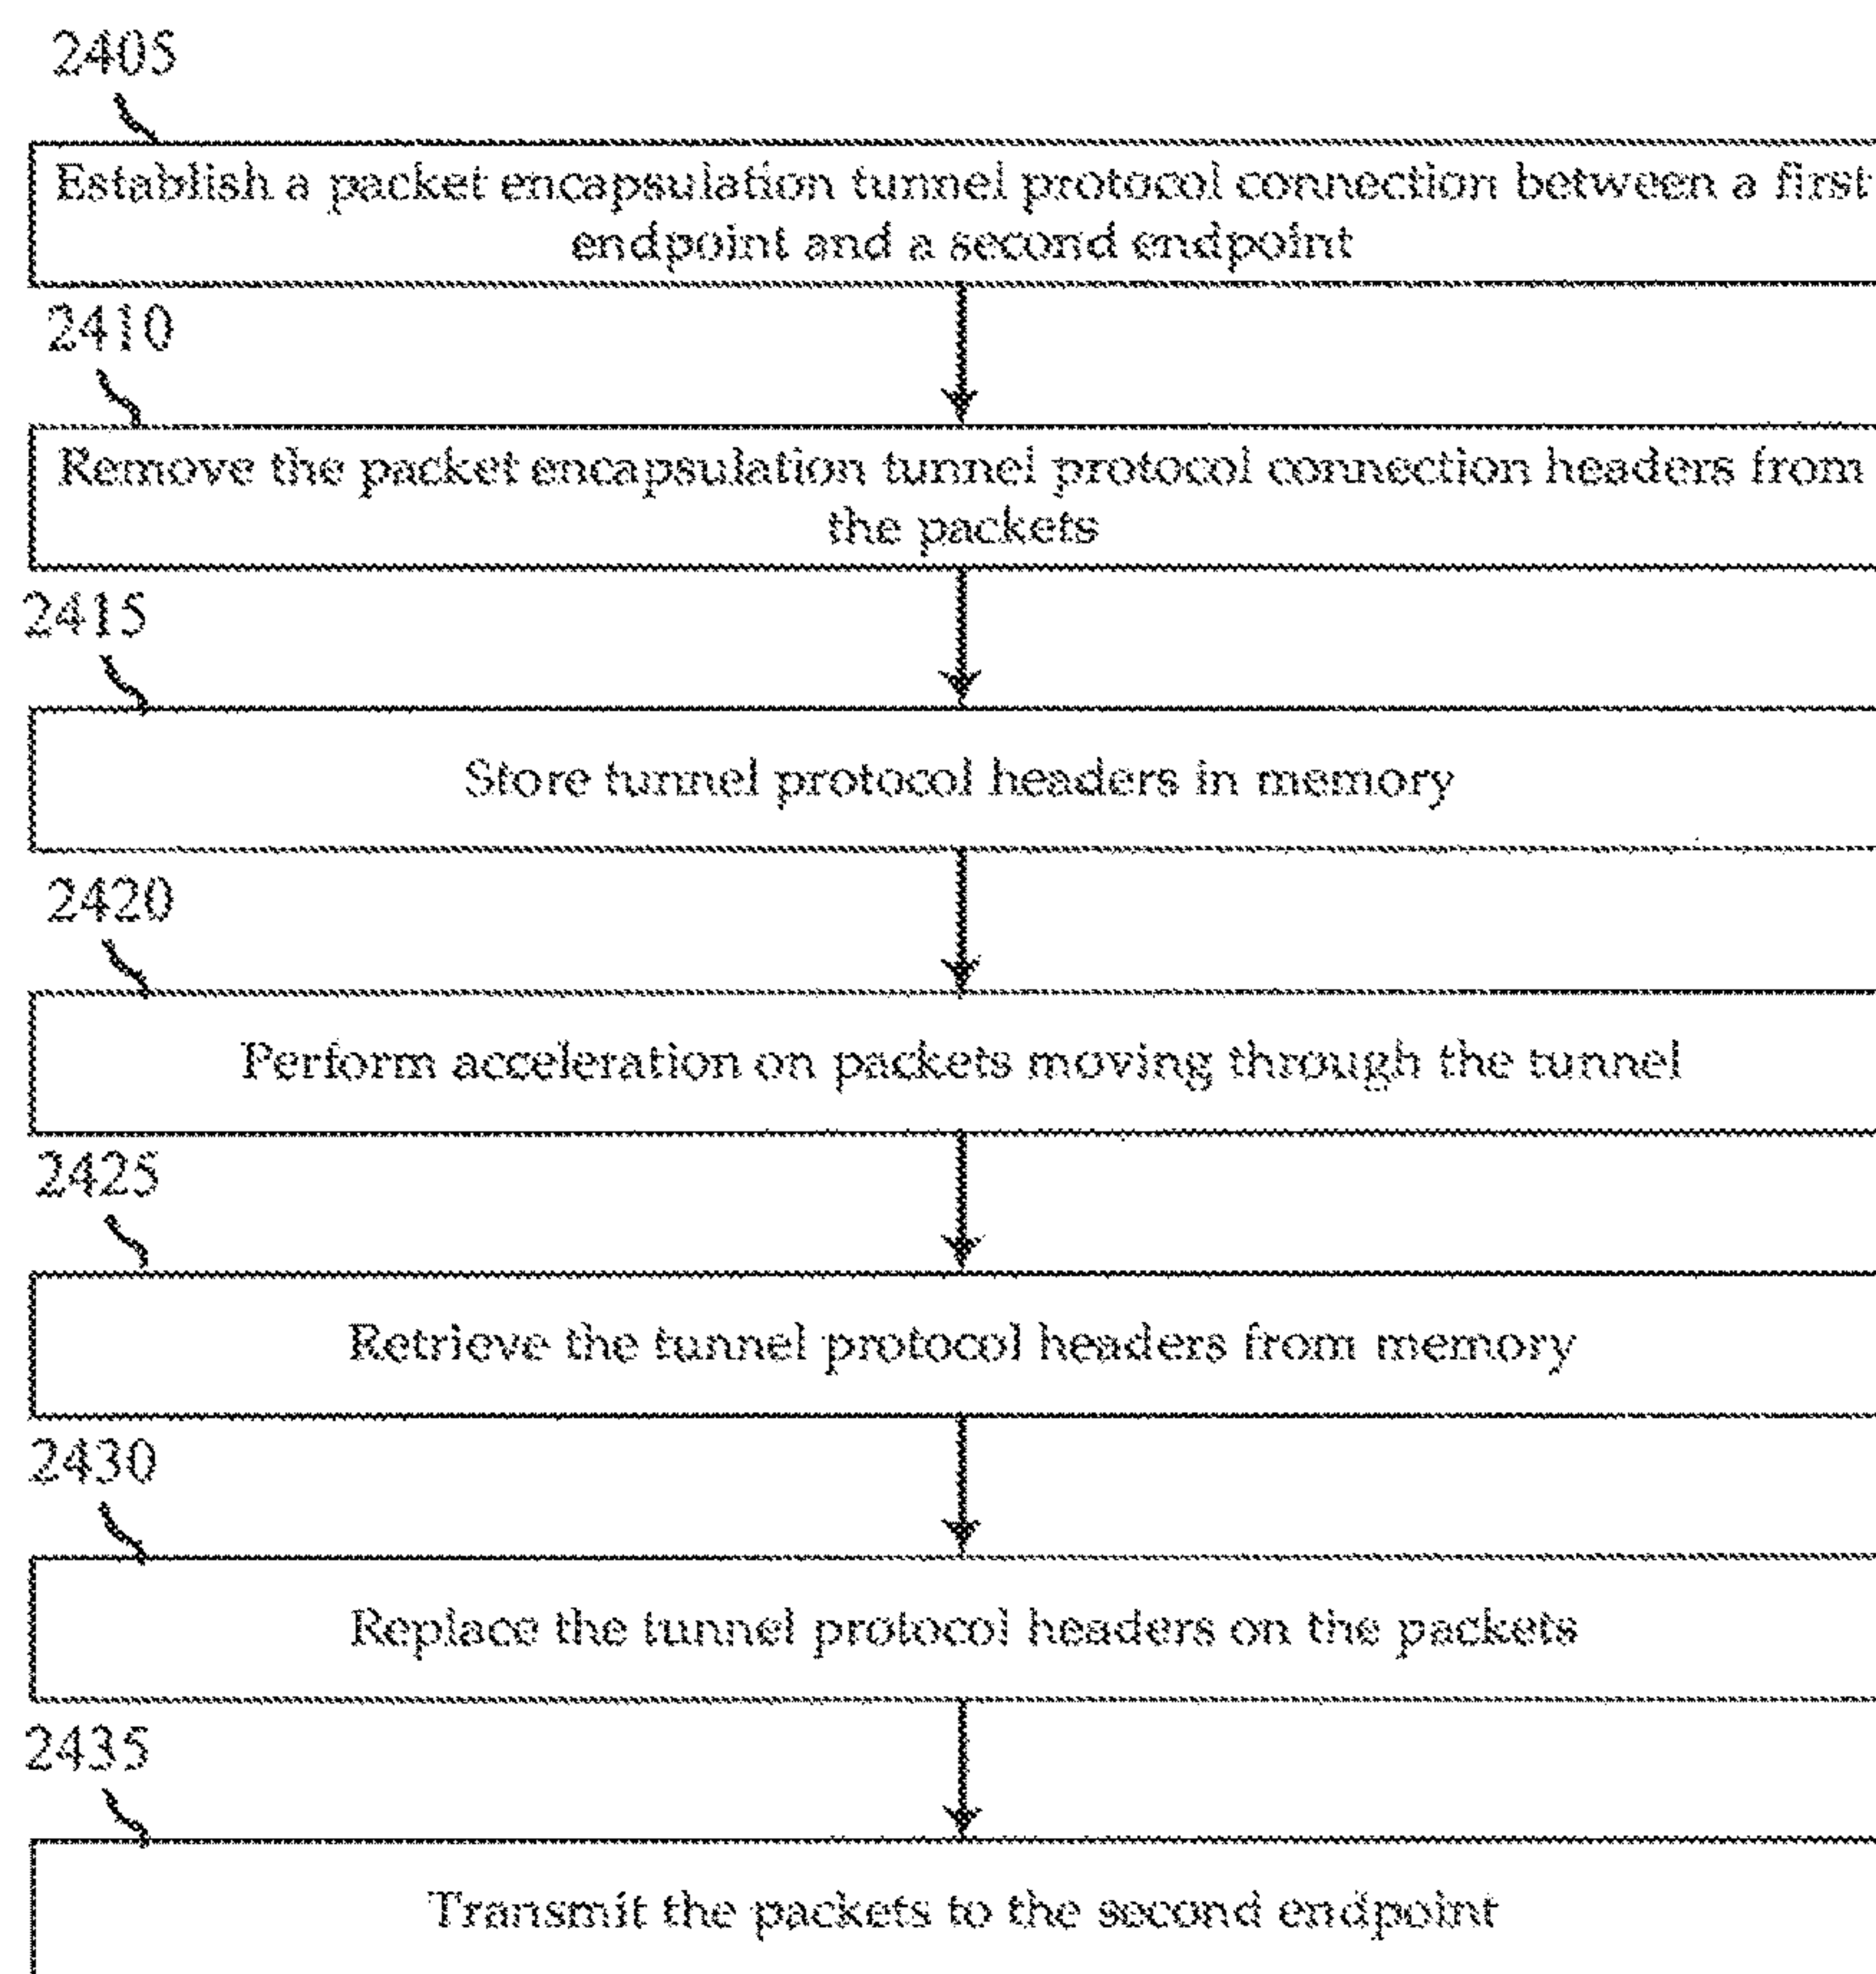 2405
Establish a packet encapsulation tunnel protocol connection between a first
endpoint and a second endpoint
2410
Remove the packet encapsulation tunnel protocol connection headers from
the packets
2415
Store tunnel protocol headers in memory
2420
Perform acceleration on packets moving through the tunnel
2425
Retrieve the tunnel protocol headers from memory
2430
Replace the tunnel protocol headers on the packets
2435
Transmit the packets to the second endpoint